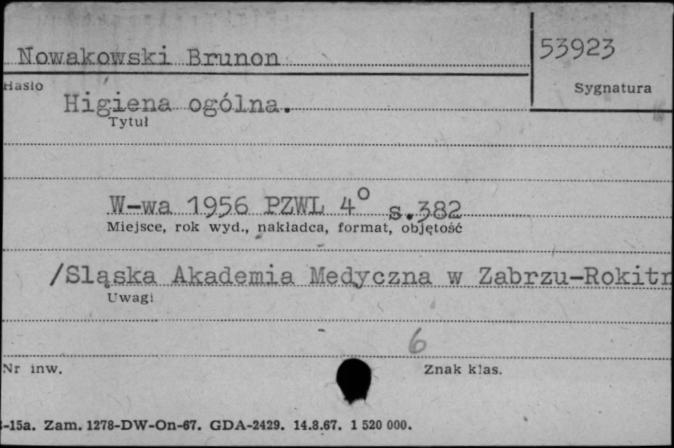 Nowakowski Brunon
53923
Hasło
Sygnatura
Higiena ogólna.
Tytuł
W-wa 1956 PZWL 4° s.382
Miejsce, rok wyd., nakładca, format, objętość
/Sląska Akademia Medyczna w Zabrzu-Rokitn
Uwagi
6
Nr inw.
Znak klas.
-15a. Zam. 1278-DW-On-67. GDA-2429. 14.8.67. 1 520 000.